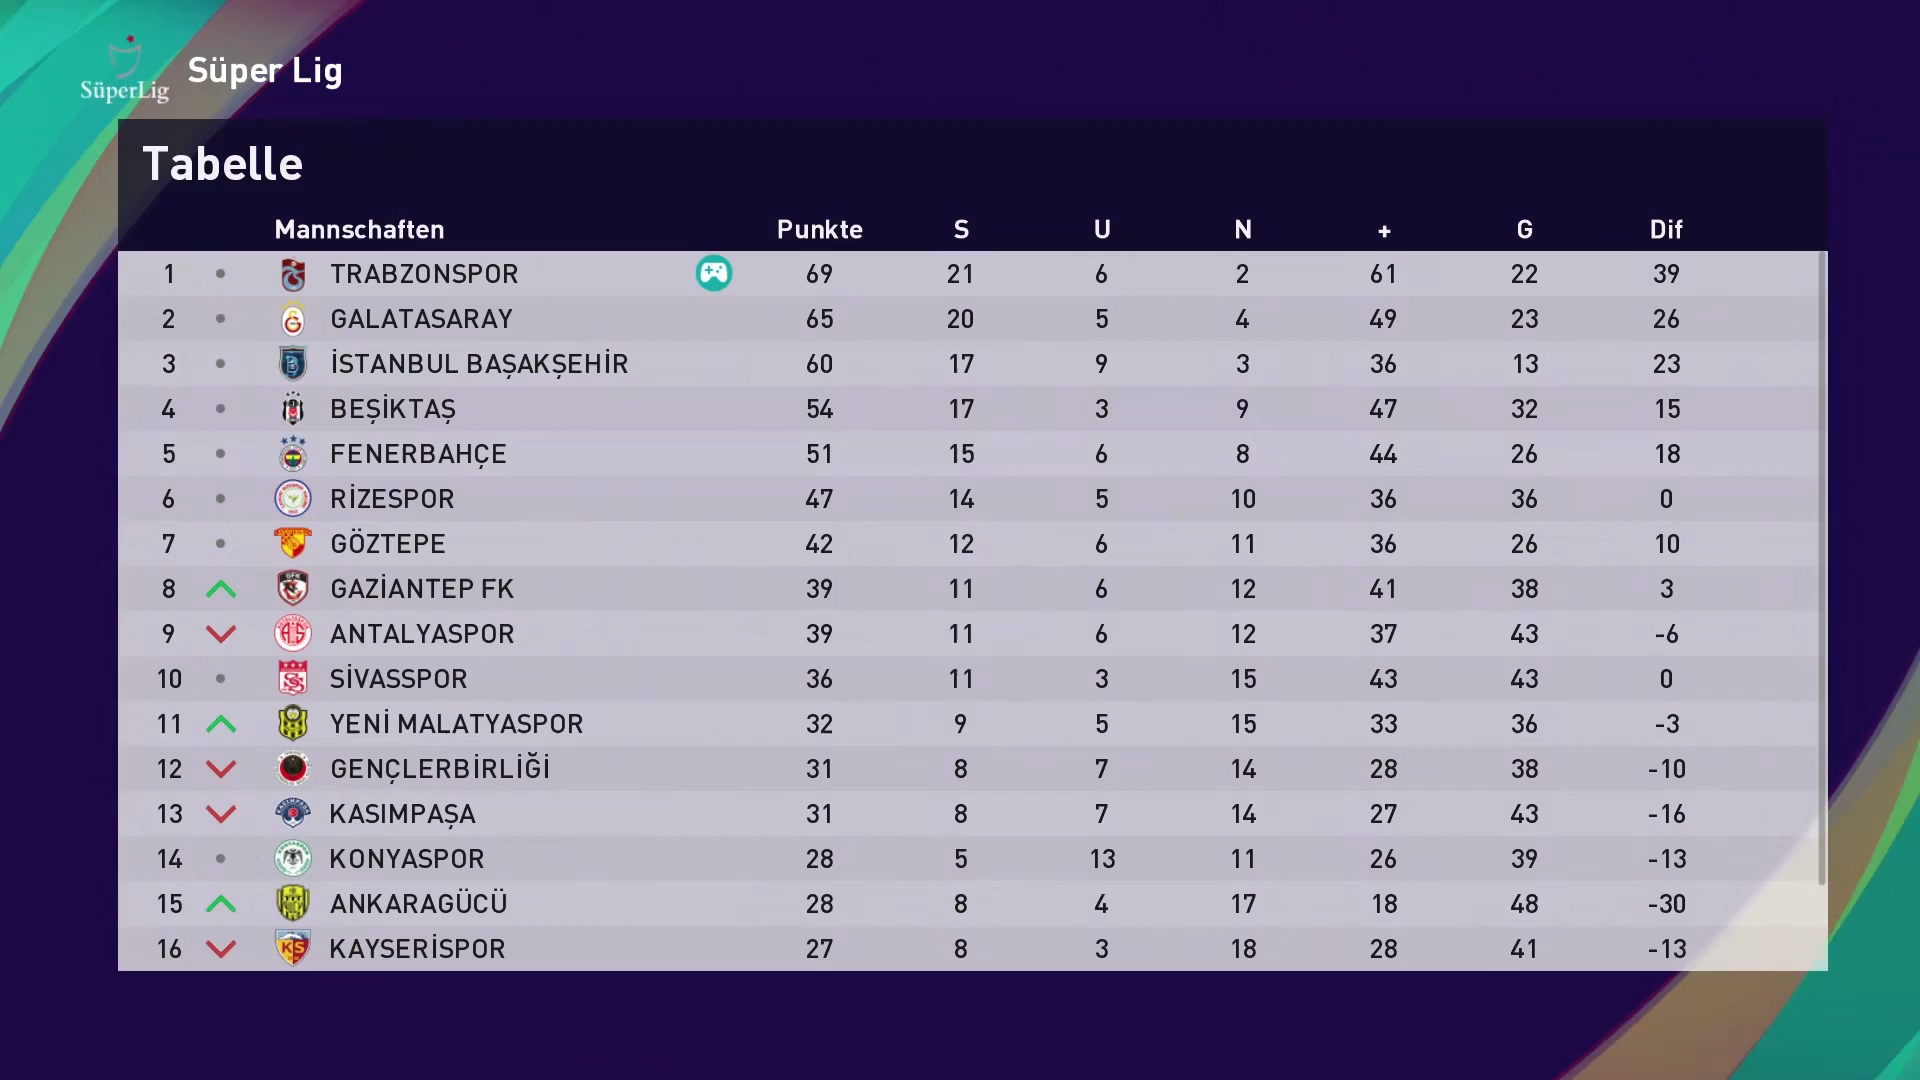 SüperLig
Süper Lig
Tabelle
Mannschaften Punkte S U N + G Dif
1 TRABZONSPOR 69 21 6 2 61 22 39
2 GALATASARAY 65 20 5 4 49 23 26
3 İSTANBUL BAŞAKŞEHİR 60 17 9 3 36 13 23
4 BEŞİKTAŞ 54 17 3 9 47 32 15
5 FENERBAHÇE 51 15 6 8 44 26 18
6 RİZESPOR 47 14 5 10 36 36 0
7 GÖZTEPE 42 12 6 11 36 26 10
8 GAZİANTEP FK 39 11 6 12 41 38 3
9 ANTALYASPOR 39 11 6 12 37 43 -6
10 SİVASSPOR 36 11 3 15 43 43 0
11 YENİ MALATYASPOR 32 9 5 15 33 36 -3
12 GENÇLERBİRLİĞİ 31 8 7 14 28 38 -10
13 KASIMPAŞA 31 8 7 14 27 43 -16
14 KONYASPOR 28 5 13 11 26 39 -13
15 ANKARAGÜCÜ 28 8 4 17 18 48 -30
16 KAYSERİSPOR 27 8 3 18 28 41 -13